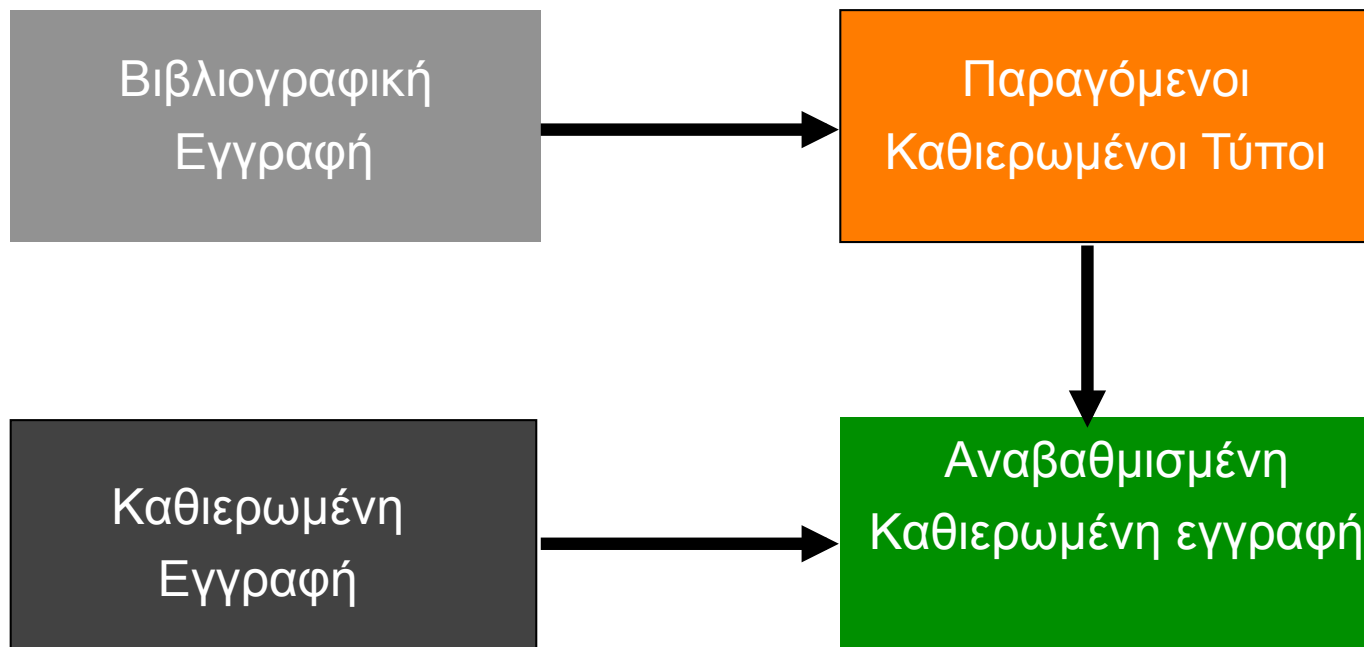 Βιβλιογραφική
Εγγραφή
Παραγόμενοι
Καθιερωμένοι Τύποι
Καθιερωμένη
Εγγραφή
Αναβαθμισμένη
Καθιερωμένη εγγραφή